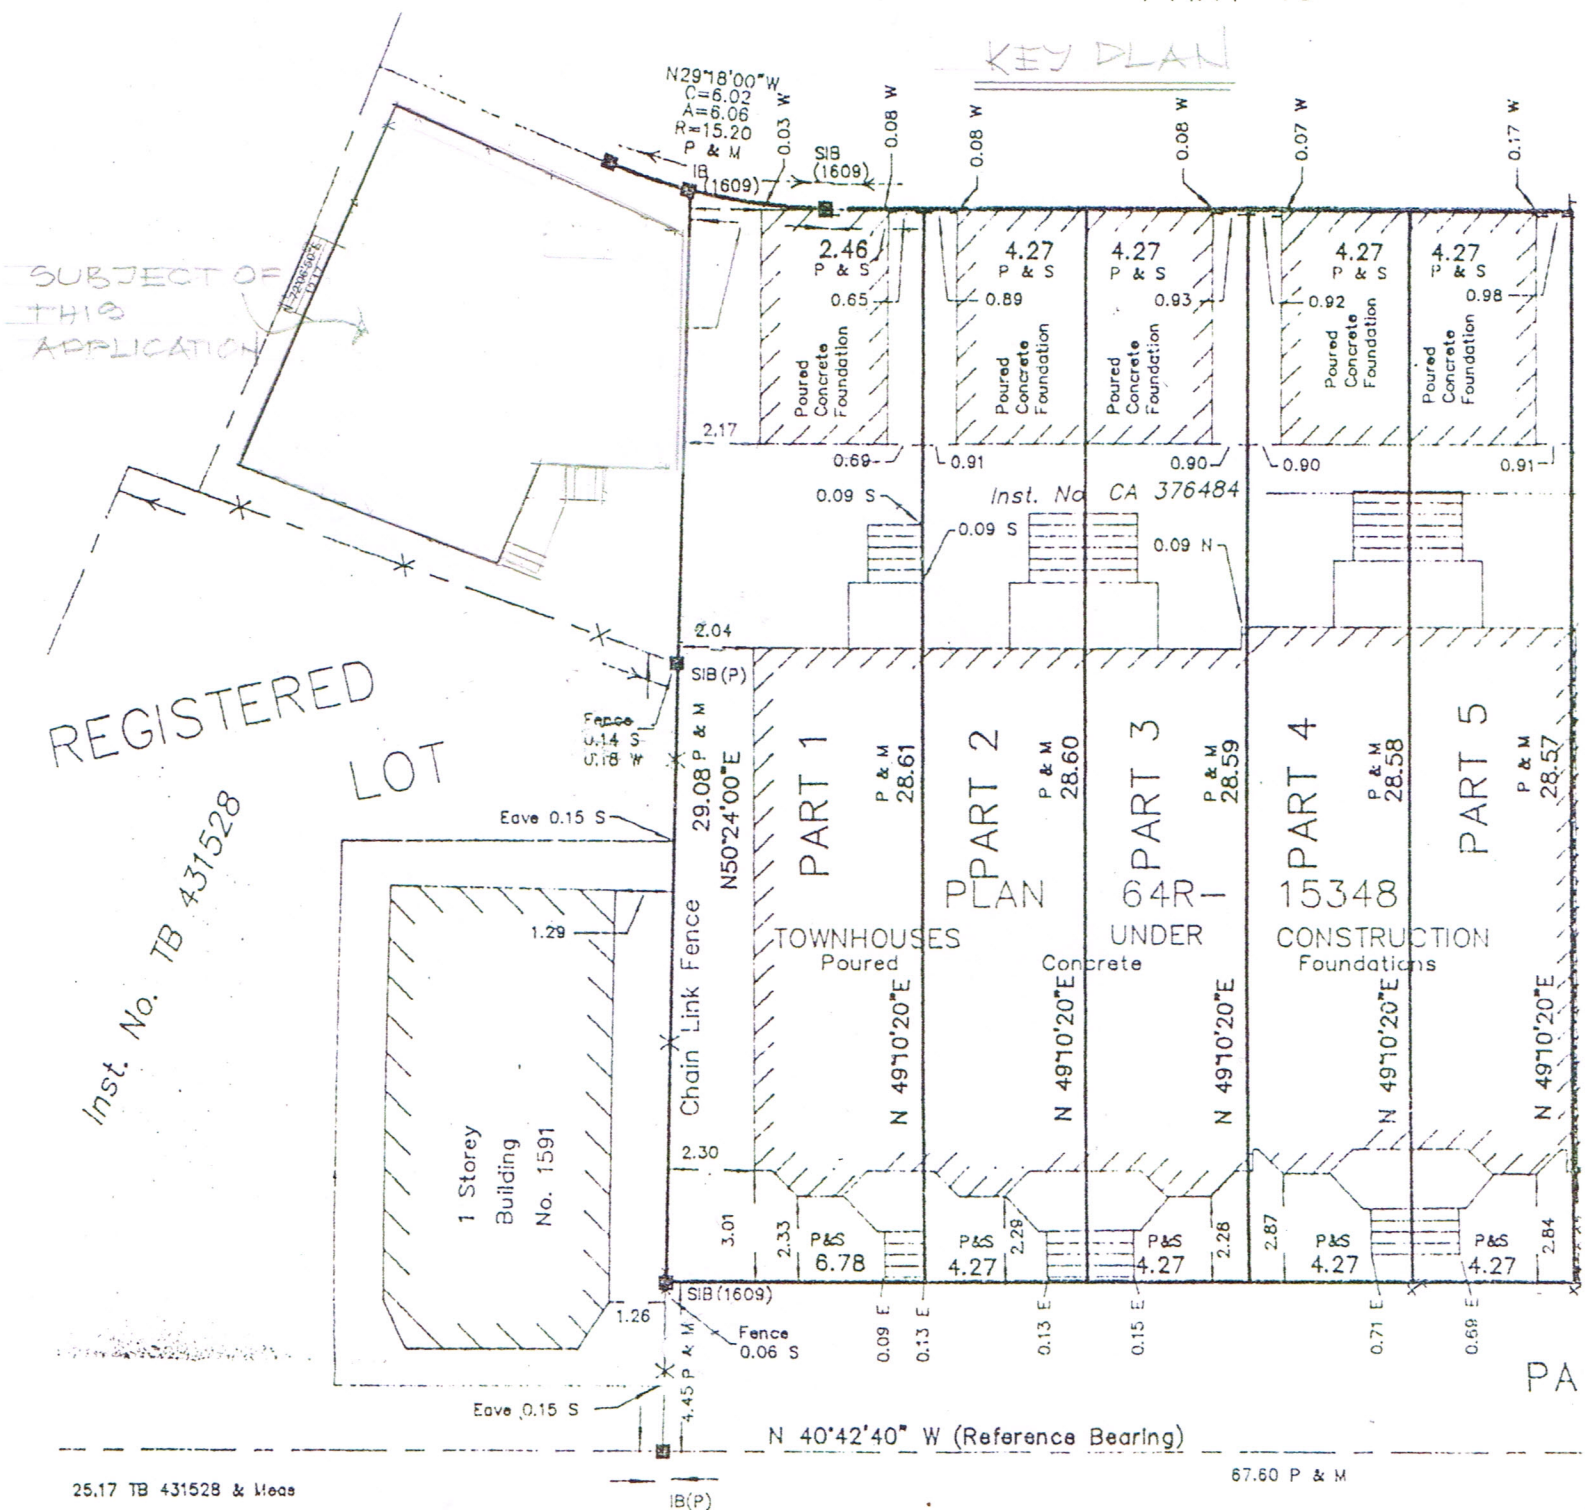 KEY PLAN
N29°18'00"W
C=6.02
A=6.06
R=15.20
P & M
IB
(1609)
0.03 W
SIB
(1609)
0.08 W
0.08 W
0.08 W
0.07 W
0.17 W
SUBJECT OF
THIS
APPLICATION
2.46
P & S
4.27
P & S
4.27
P & S
4.27
P & S
4.27
P & S
0.65
0.89
0.93
0.92
0.98
Poured
Concrete
Foundation
Poured
Concrete
Foundation
Poured
Concrete
Foundation
Poured
Concrete
Foundation
Poured
Concrete
Foundation
2.17
0.69
0.91
0.90
0.90
0.91
0.09 S
Inst. No CA 376484
0.09 S
0.09 N
2.04
SIB(P)
REGISTERED
LOT
Fence
0.14 S
0.18 W
29.08 P & M
N50°24'00"E
Chain Link Fence
Eave 0.15 S
Inst. No. TB 431528
PART 1
P & M
28.61
PART 2
P & M
28.60
PART 3
P & M
28.59
PART 4
P & M
28.58
PART 5
P & M
28.57
PLAN 64R- 15348
TOWNHOUSES UNDER CONSTRUCTION
Poured Concrete Foundations
N 49°10'20"E
N 49°10'20"E
N 49°10'20"E
N 49°10'20"E
N 49°10'20"E
1.29
1 Storey
Building
No. 1591
2.30
3.01
2.33
P&S
6.78
P&S
4.27
2.29
P&S
4.27
2.28
2.87
P&S
4.27
P&S
4.27
2.84
SIB(1609)
1.26
Fence
0.06 S
4.45 P & M
0.09 E
0.13 E
0.13 E
0.15 E
0.71 E
0.69 E
PA
Eave 0.15 S
N 40°42'40" W (Reference Bearing)
25.17 TB 431528 & Meas
IB(P)
67.60 P & M